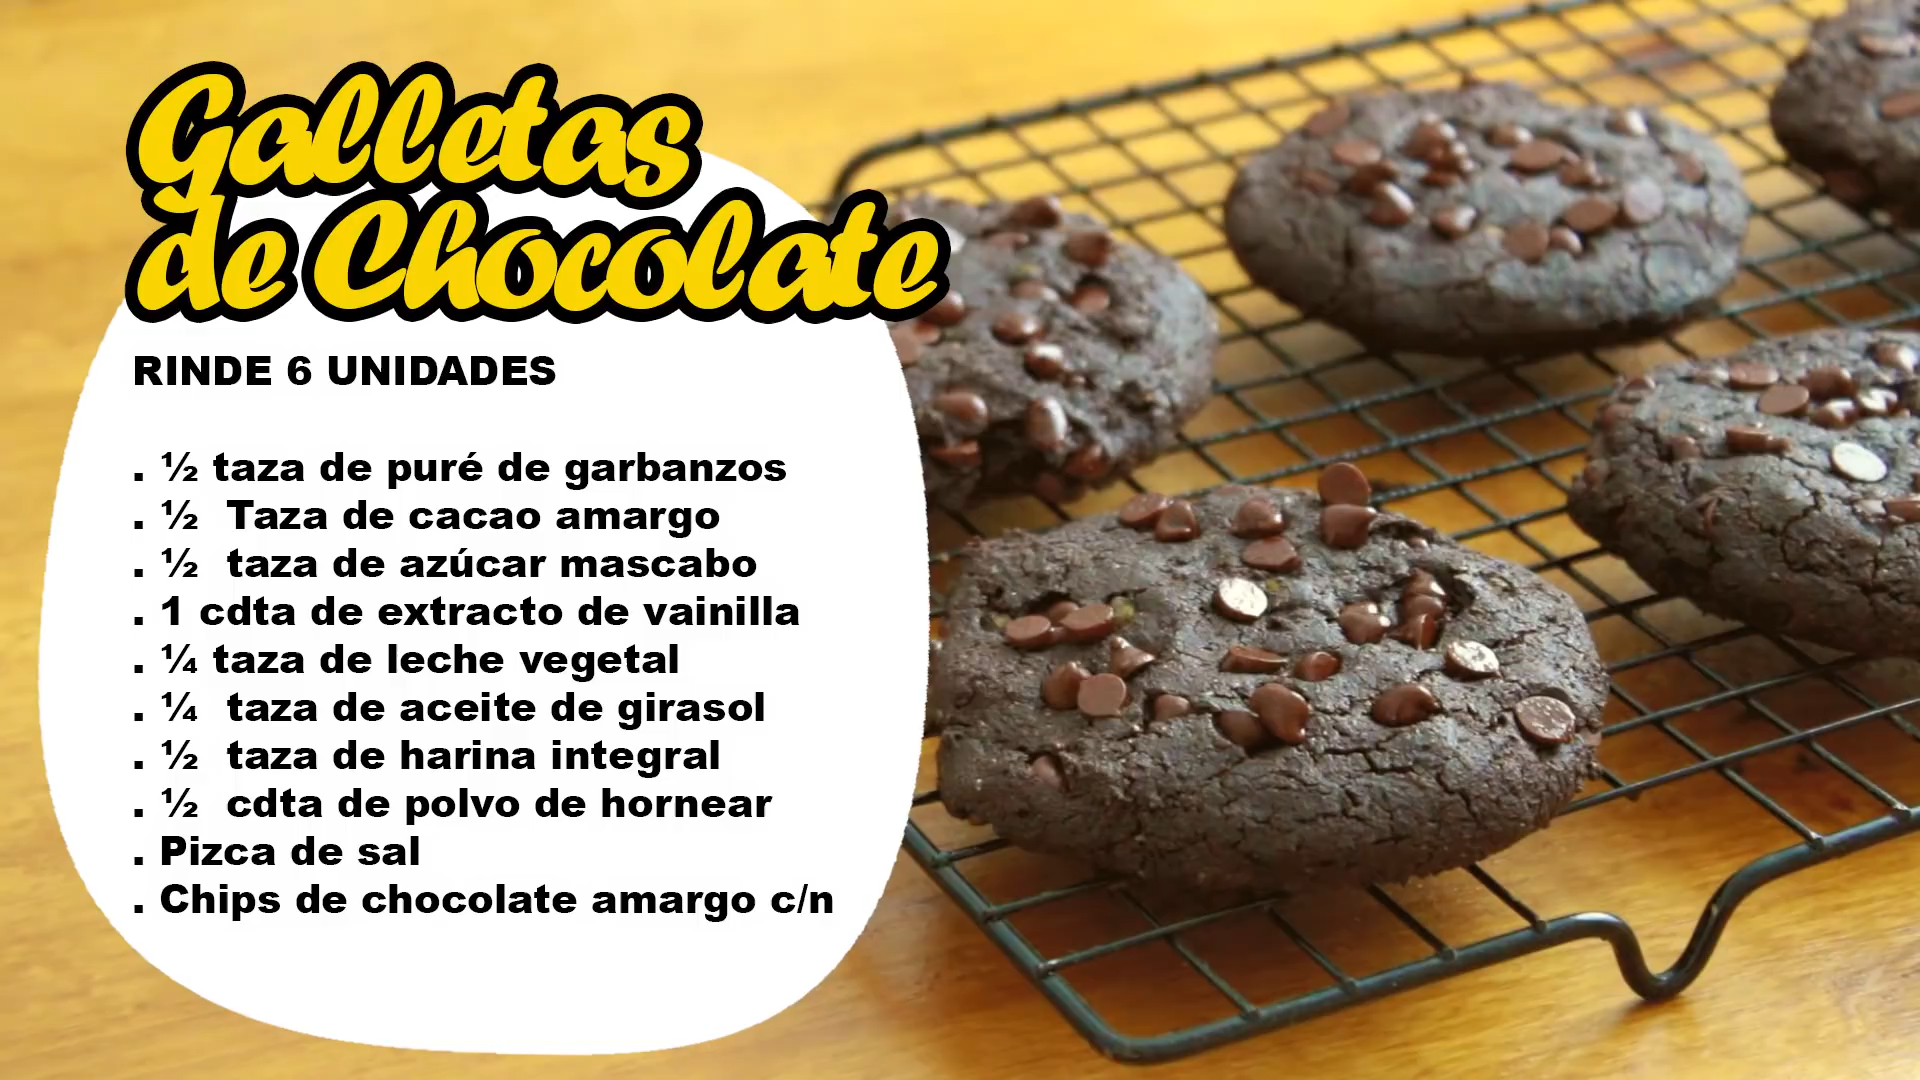 Galletas
de Chocolate
RINDE 6 UNIDADES
. ½ taza de puré de garbanzos
. ½  Taza de cacao amargo
. ½  taza de azúcar mascabo
. 1 cdta de extracto de vainilla
. ¼ taza de leche vegetal
. ¼  taza de aceite de girasol
. ½  taza de harina integral
. ½  cdta de polvo de hornear
. Pizca de sal
. Chips de chocolate amargo c/n